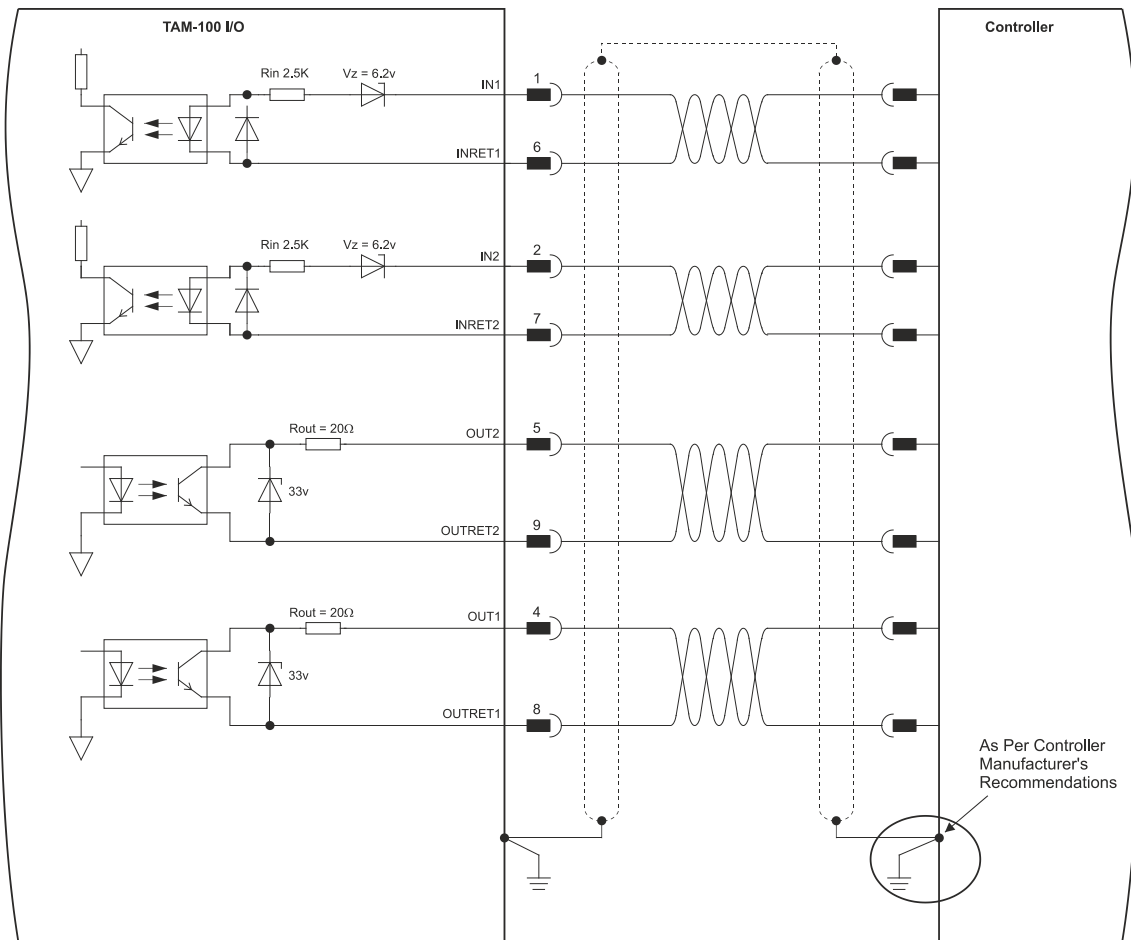 TAM-100 I/O
Controller
Rin 2.5K
Vz = 6.2v
IN1
1
INRET1
6
Rin 2.5K
Vz = 6.2v
IN2
2
INRET2
7
Rout = 20Ω
OUT2
5
33v
OUTRET2
9
Rout = 20Ω
OUT1
4
33v
OUTRET1
8
As Per Controller
Manufacturer's
Recommendations